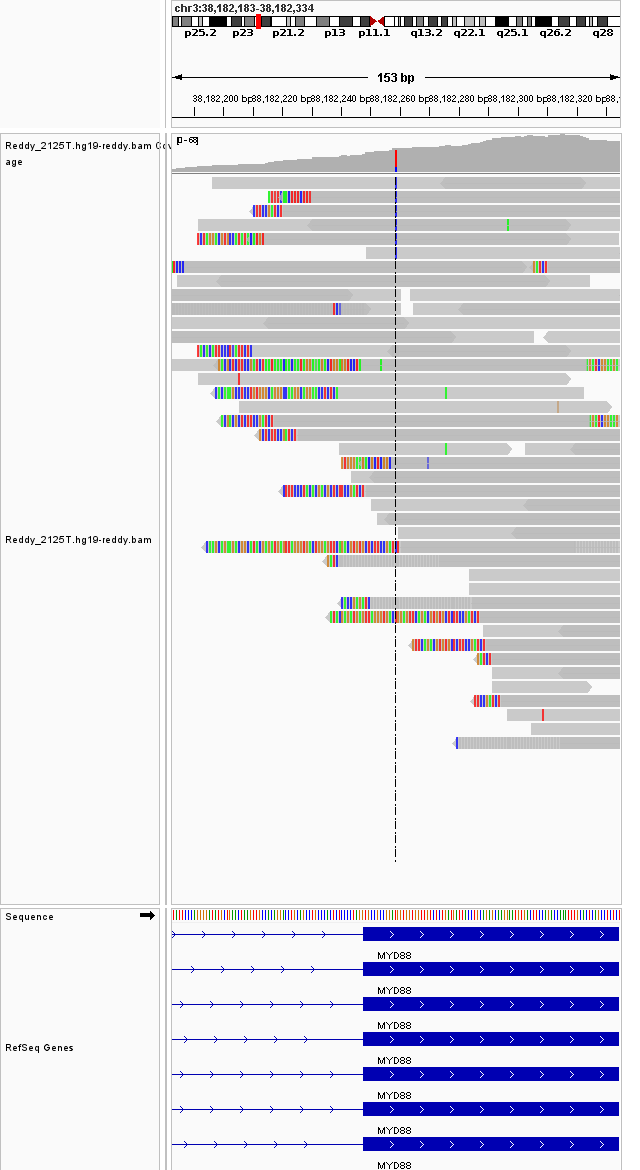 chr3:38,182,183-38,182,334
p25.2 p23 p21.2 p13 p11.1 q13.2 q22.1 q25.1 q26.2 q28
153 bp
38,182,200 bp 38,182,220 bp 38,182,240 bp 38,182,260 bp 38,182,280 bp 38,182,300 bp 38,182,320 bp
Reddy_2125T.hg19-reddy.bam Cov
age
[0 - 68]
Reddy_2125T.hg19-reddy.bam
Sequence
MYD88
MYD88
MYD88
RefSeq Genes
MYD88
MYD88
MYD88
MYD88